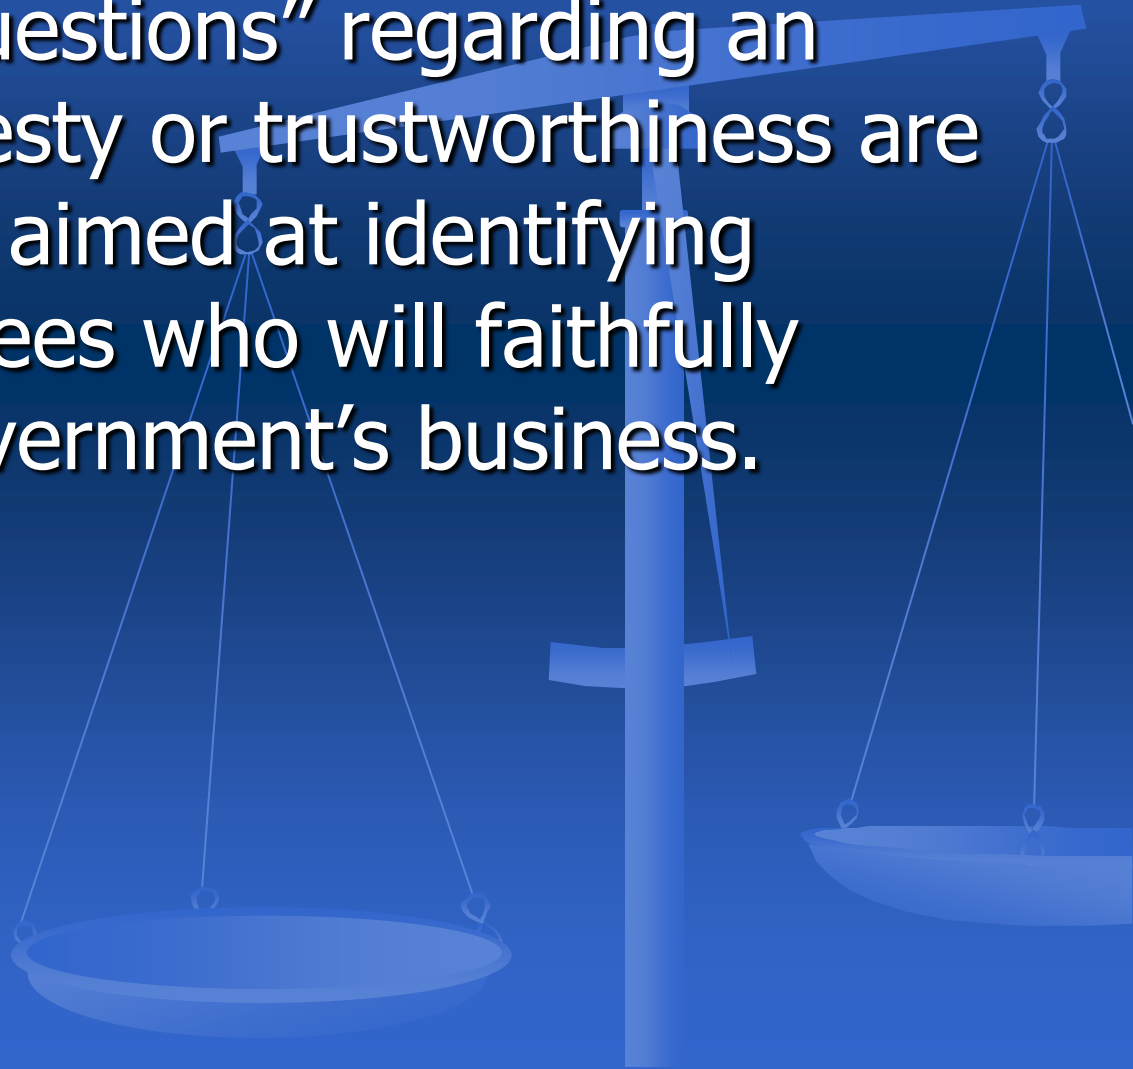 uestions” regarding an
esty or trustworthiness are
aimed at identifying
ees who will faithfully
vernment’s business.